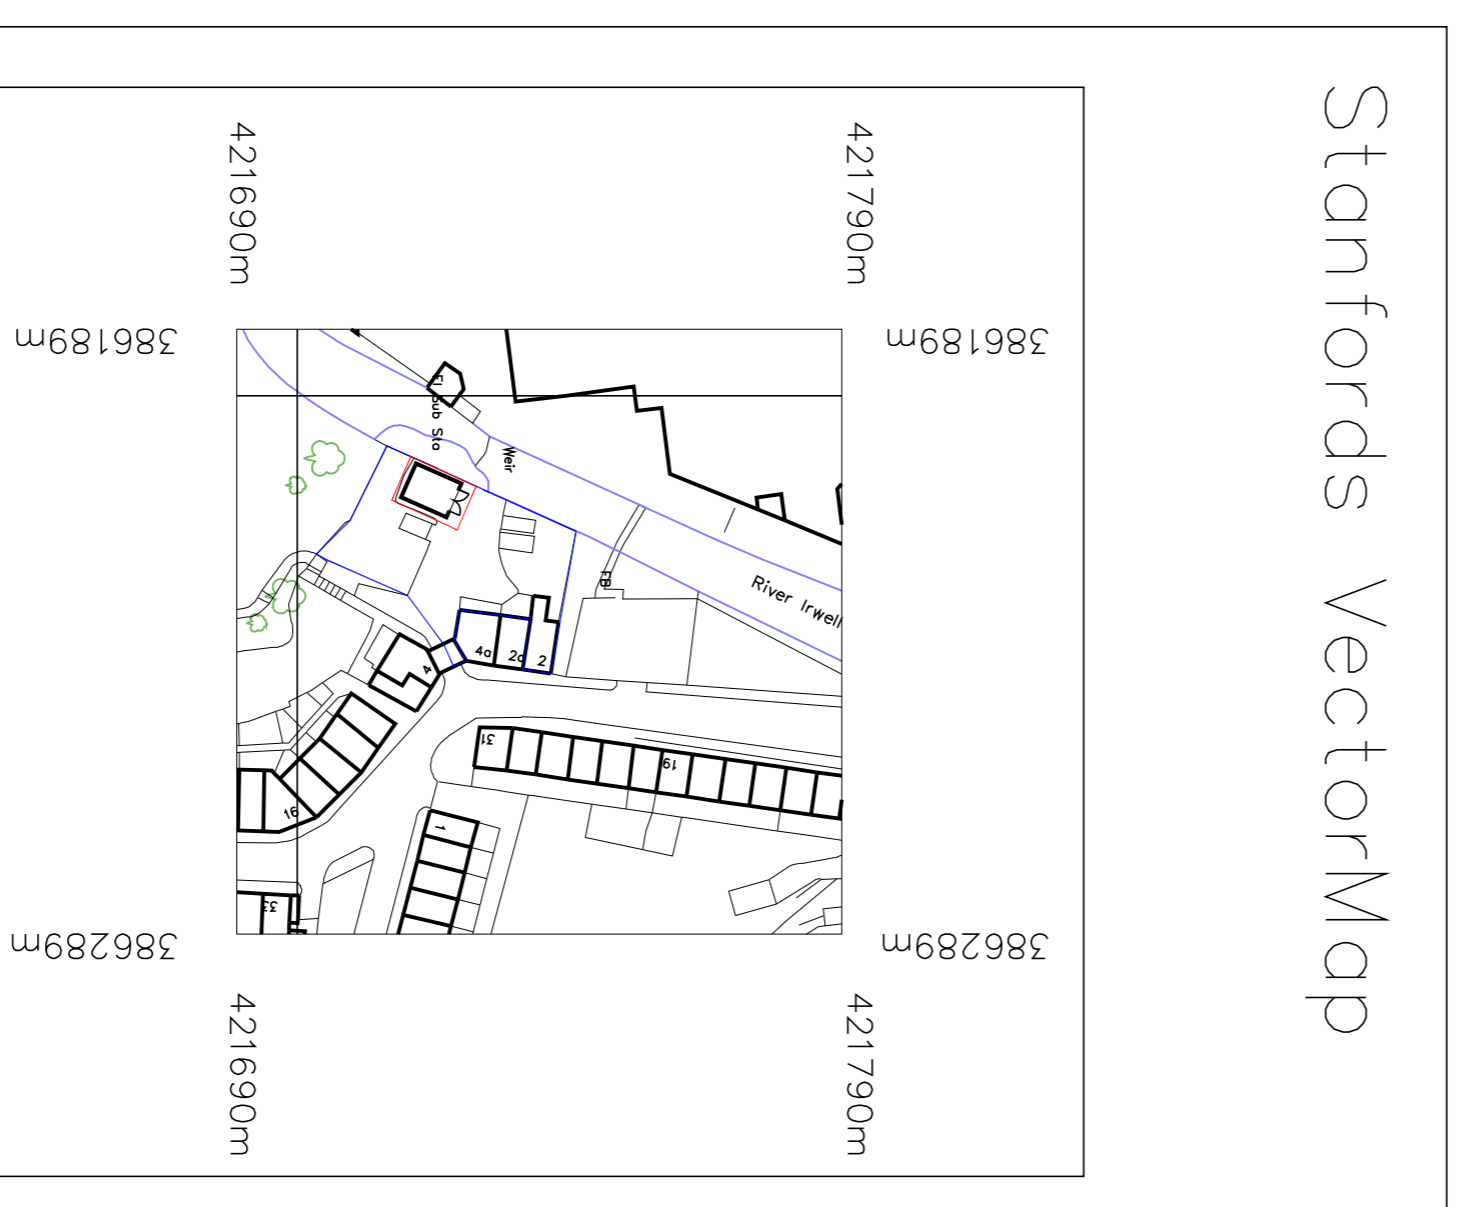 Stanfords VectorMap
421690m
421790m
386189m
386189m
El Sub Sta
Weir
FB
River Irwell
4a
2a
2
4
31
19
16
1
33
386289m
386289m
421690m
421790m